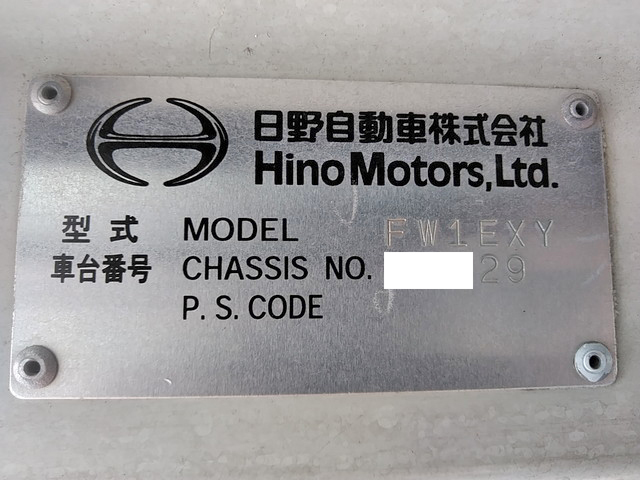 日野自動車株式会社
Hino Motors, Ltd.
型式 MODEL FW1EXY
車台番号 CHASSIS NO. 29
P. S. CODE